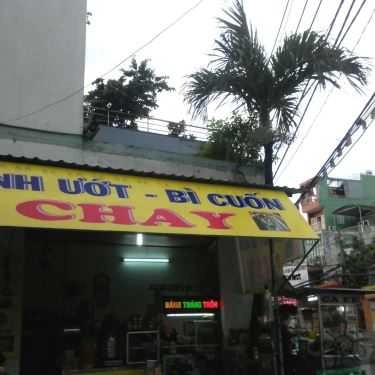 NH ƯỚT - BÌ CUỐN
CHAY
BÁNH TRÁNG TRỘN